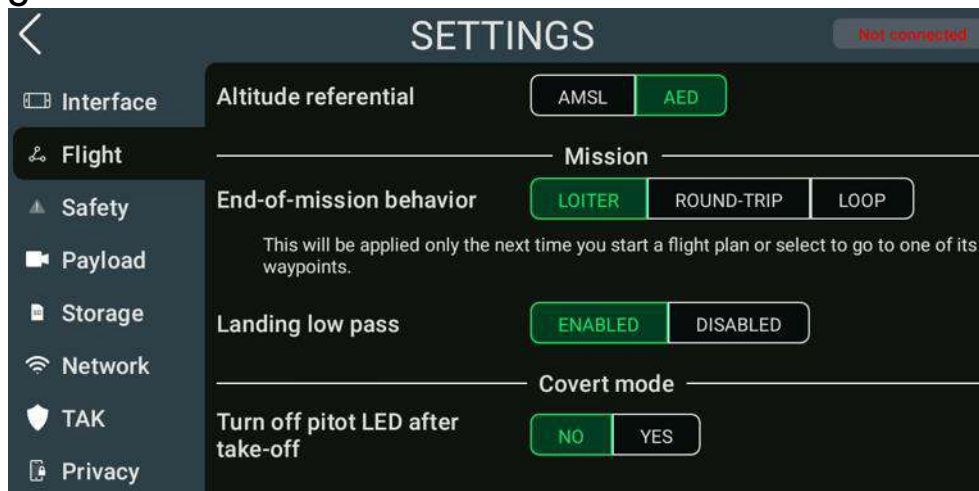 SETTINGS
Not connected
Interface
Flight
Safety
Payload
Storage
Network
TAK
Privacy
Altitude referential
AMSL
AED
Mission
End-of-mission behavior
LOITER
ROUND-TRIP
LOOP
This will be applied only the next time you start a flight plan or select to go to one of its
waypoints.
Landing low pass
ENABLED
DISABLED
Covert mode
Turn off pitot LED after
take-off
NO
YES